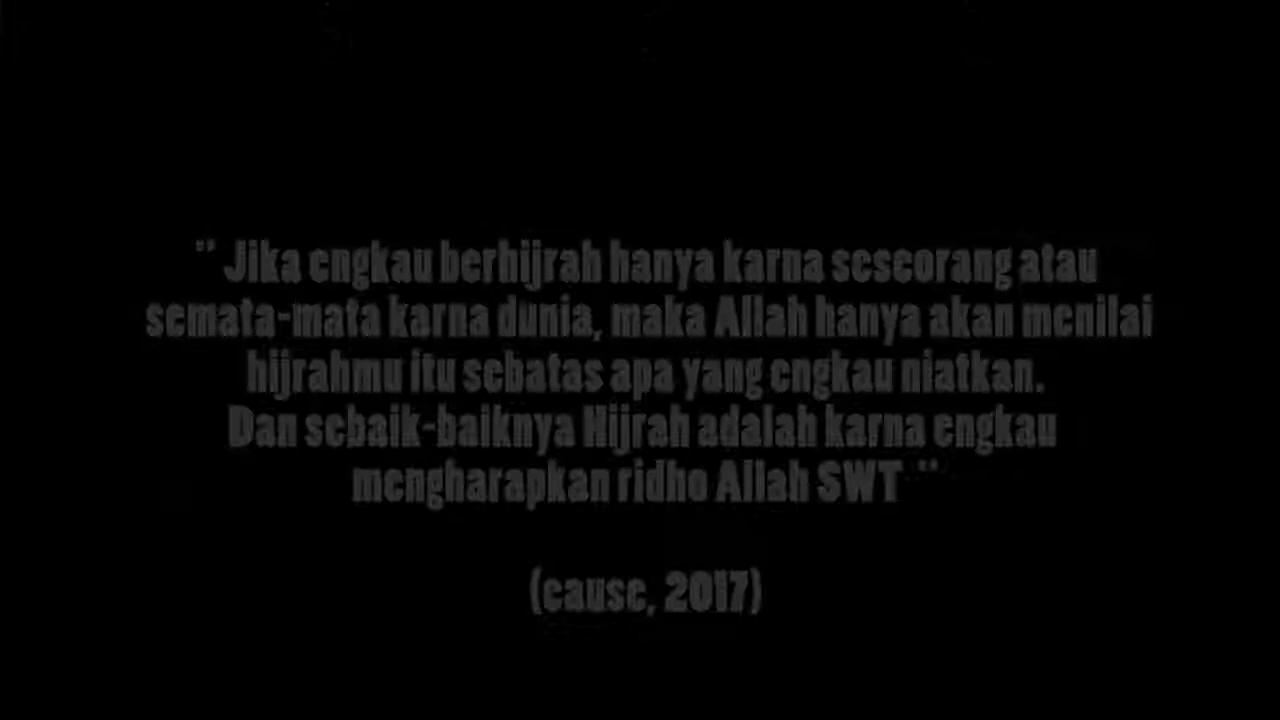 " Jika engkau berhijrah hanya karna seseorang atau
semata-mata karna dunia, maka Allah hanya akan menilai
hijrahmu itu sebatas apa yang engkau niatkan.
Dan sebaik-baiknya Hijrah adalah karna engkau
mengharapkan ridho Allah SWT "
(cause, 2017)